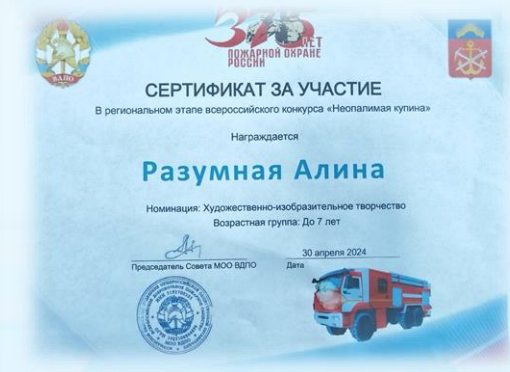 375 ЛЕТ
ПОЖАРНОЙ ОХРАНЕ
РОССИИ
ВДПО
СЕРТИФИКАТ ЗА УЧАСТИЕ
В региональном этапе всероссийского конкурса «Неопалимая купина»
Награждается
Разумная Алина
Номинация: Художественно-изобразительное творчество
Возрастная группа: До 7 лет
30 апреля 2024
Председатель Совета МОО ВДПО
Дата